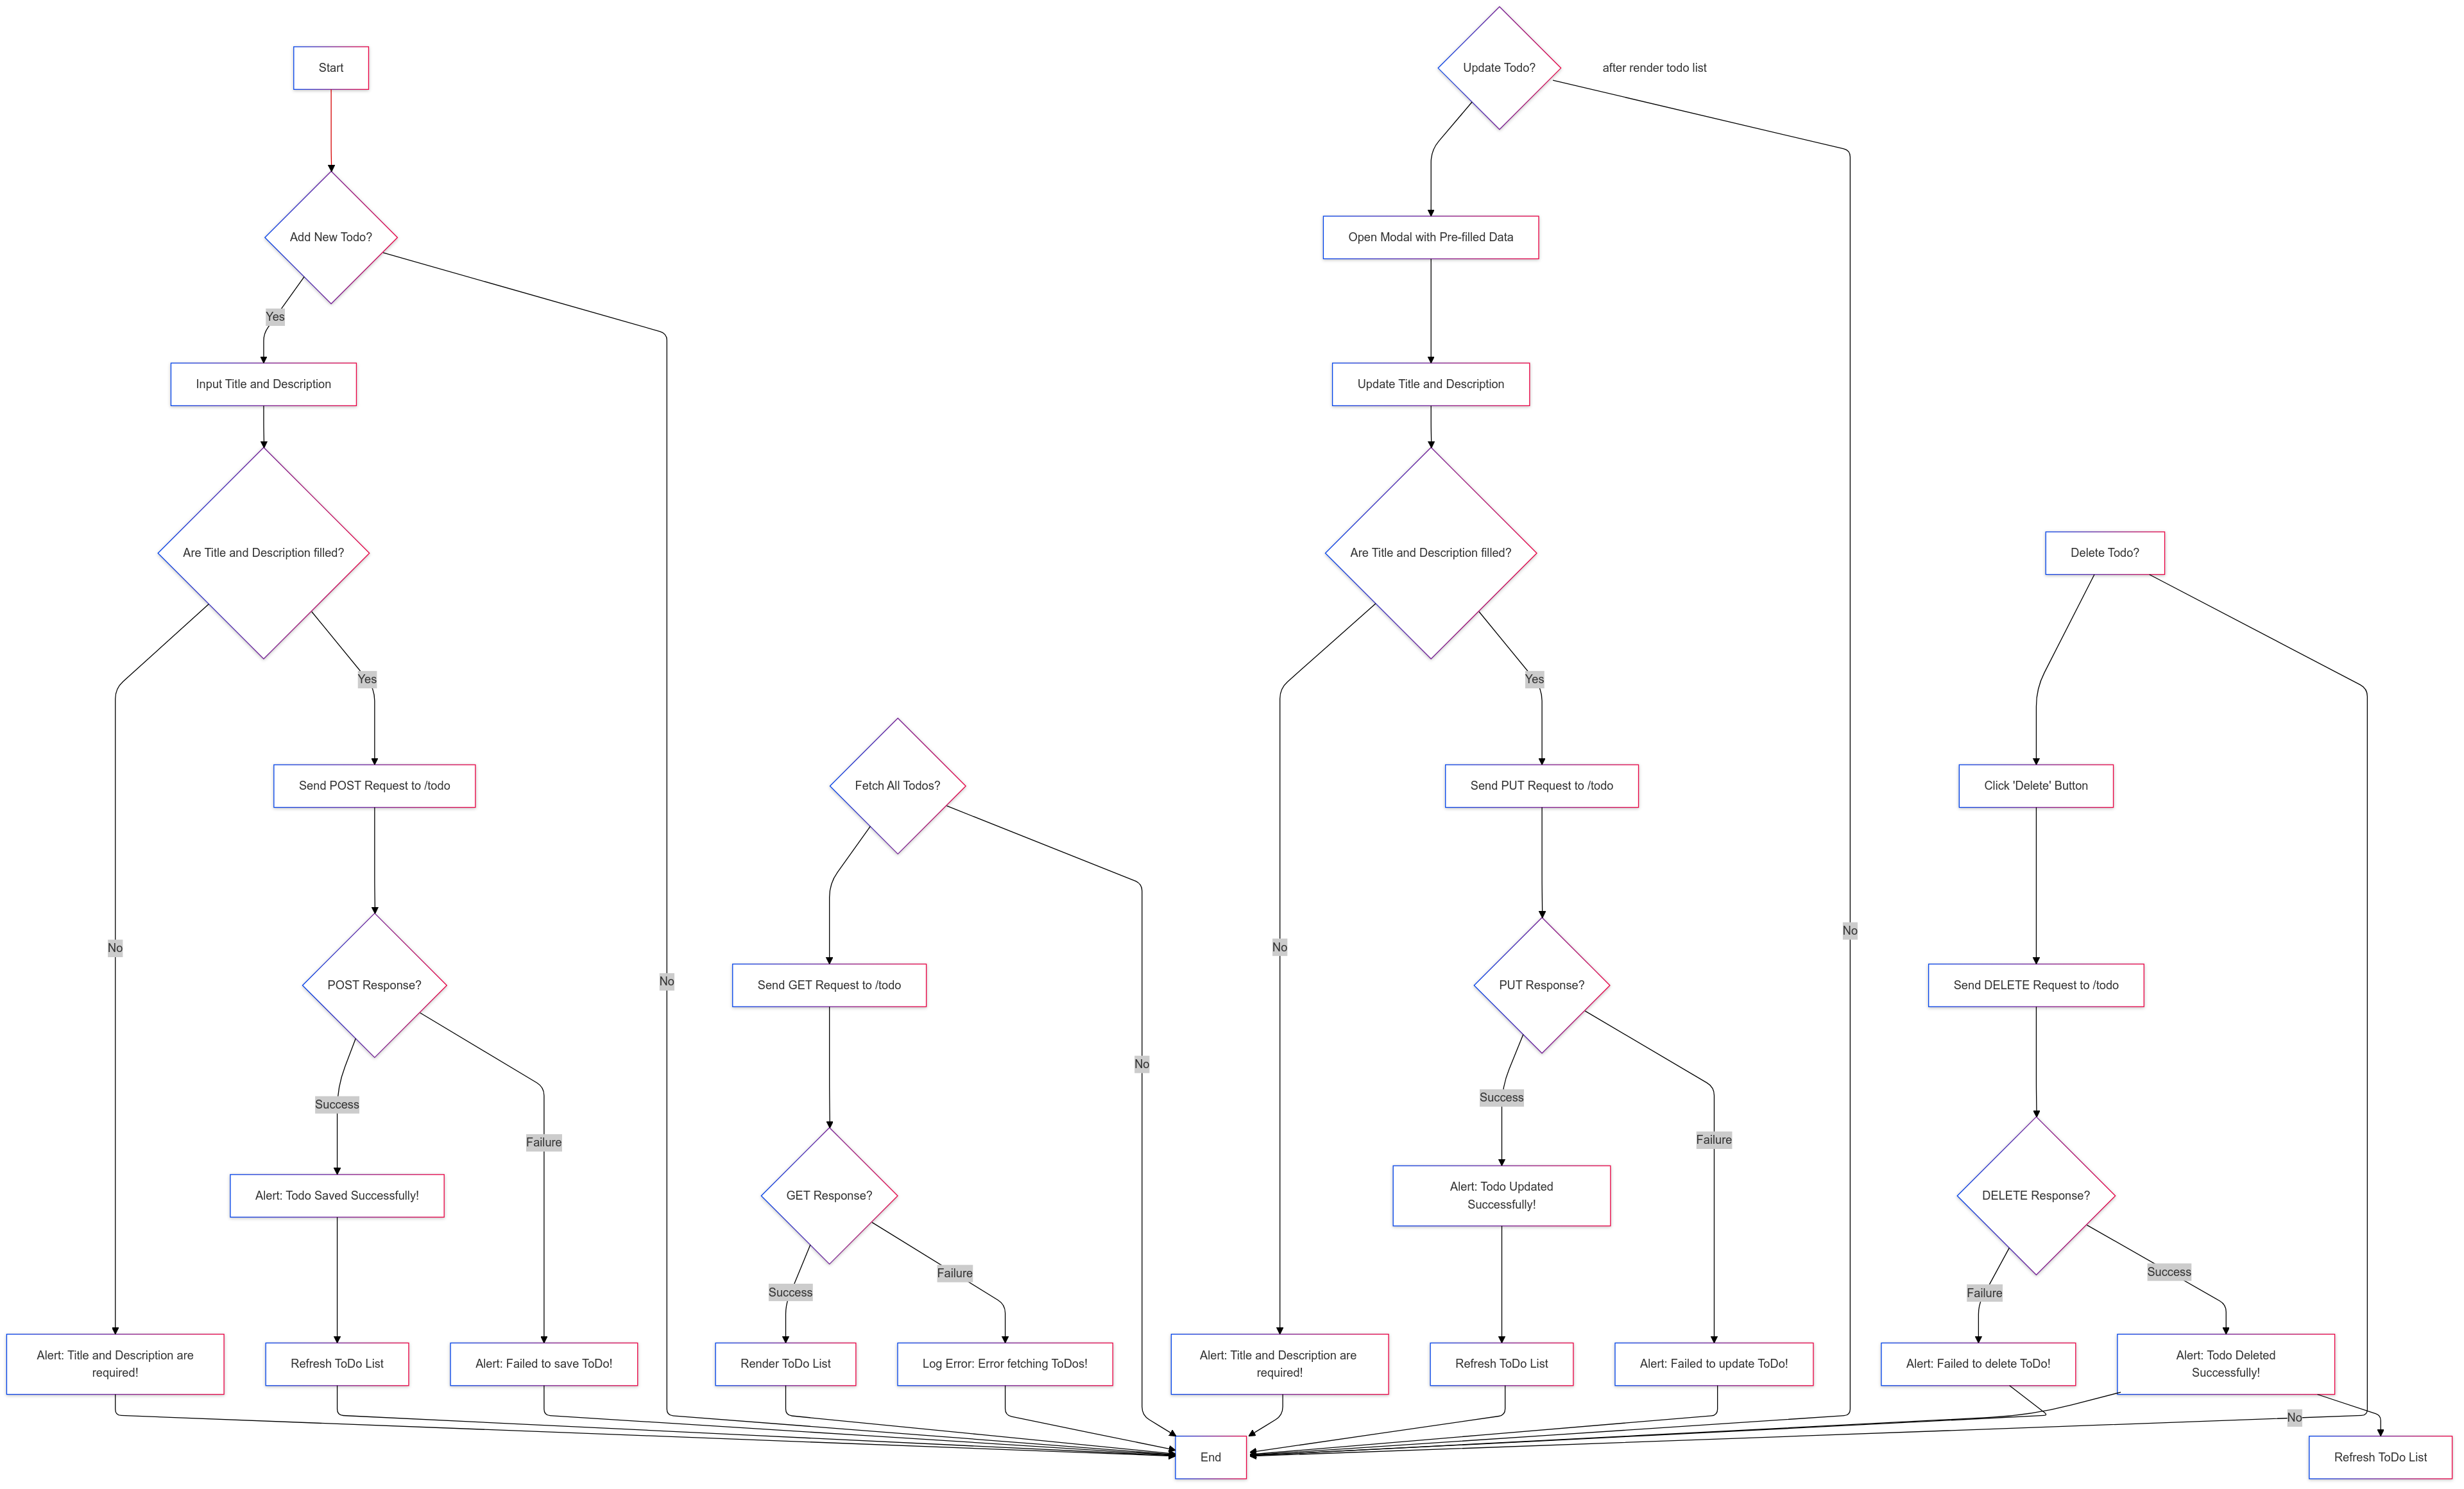 Start
Add New Todo?
Yes
Input Title and Description
Are Title and Description filled?
Yes
No
Send POST Request to /todo
POST Response?
Success
Failure
No
Alert: Todo Saved Successfully!
Alert: Title and Description are
required!
Refresh ToDo List
Alert: Failed to save ToDo!
Fetch All Todos?
Send GET Request to /todo
No
GET Response?
Success
Failure
Render ToDo List
Log Error: Error fetching ToDos!
Update Todo?
after render todo list
Open Modal with Pre-filled Data
Update Title and Description
Are Title and Description filled?
Yes
No
Send PUT Request to /todo
No
PUT Response?
Success
Failure
Alert: Todo Updated
Successfully!
Alert: Title and Description are
required!
Refresh ToDo List
Alert: Failed to update ToDo!
Delete Todo?
Click 'Delete' Button
Send DELETE Request to /todo
DELETE Response?
Success
Failure
Alert: Failed to delete ToDo!
Alert: Todo Deleted
Successfully!
No
End
Refresh ToDo List